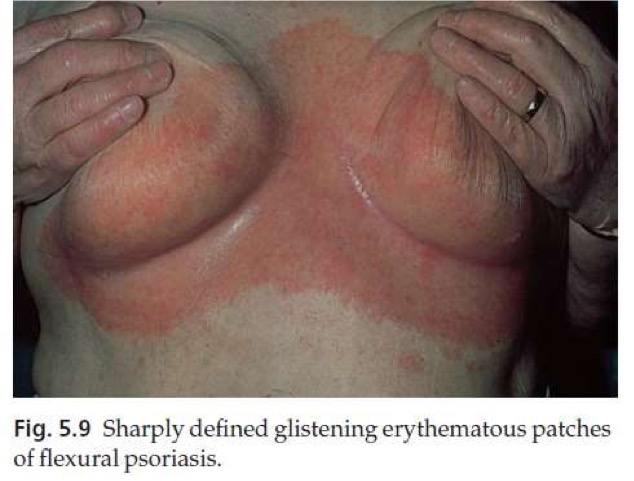 Fig. 5.9 Sharply defined glistening erythematous patches
of flexural psoriasis.